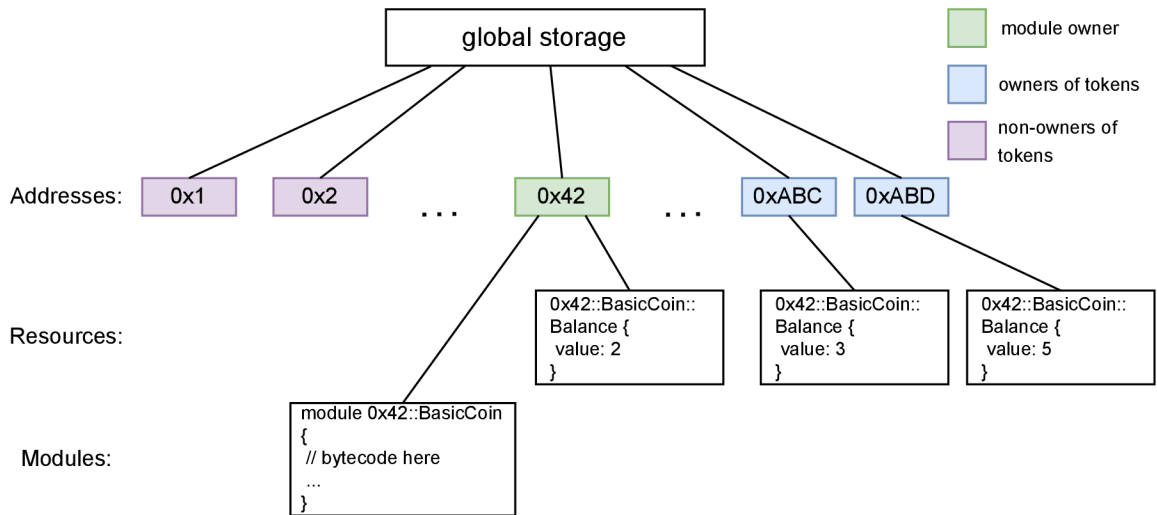 global storage
module owner
owners of tokens
non-owners of
tokens
Addresses:
0x1
0x2
...
0x42
...
0xABC
0xABD
Resources:
0x42::BasicCoin::
Balance {
value: 2
}
0x42::BasicCoin::
Balance {
value: 3
}
0x42::BasicCoin::
Balance {
value: 5
}
Modules:
module 0x42::BasicCoin
{
// bytecode here
...
}